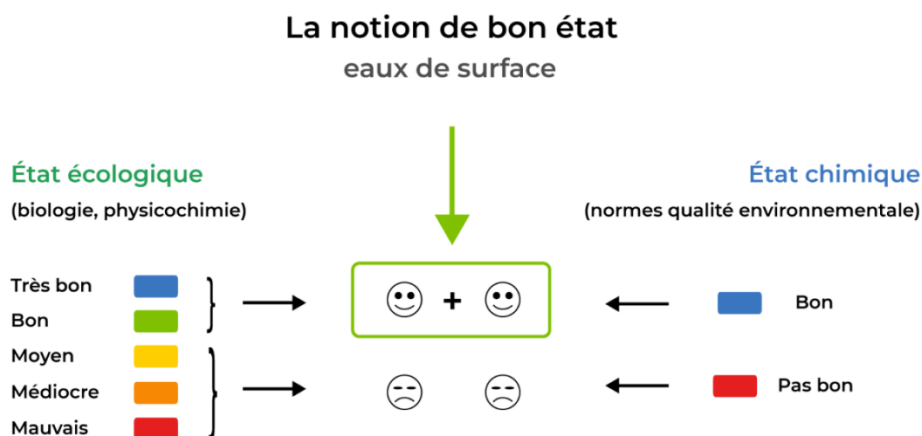 La notion de bon état
eaux de surface
État écologique
(biologie, physicochimie)
État chimique
(normes qualité environnementale)
Très bon
Bon
Moyen
Médiocre
Mauvais
+
Bon
Pas bon